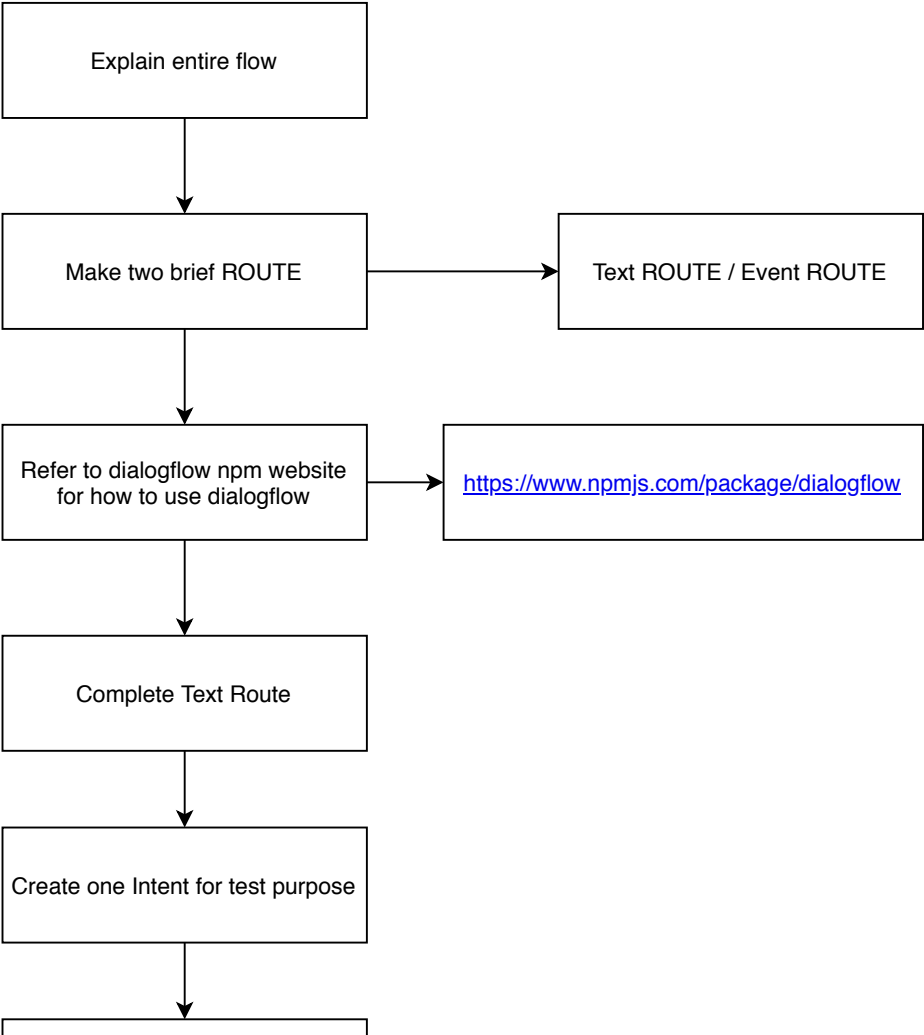 Explain entire flow
Make two brief ROUTE
Text ROUTE / Event ROUTE
Refer to dialogflow npm website
for how to use dialogflow
https://www.npmjs.com/package/dialogflow
Complete Text Route
Create one Intent for test purpose